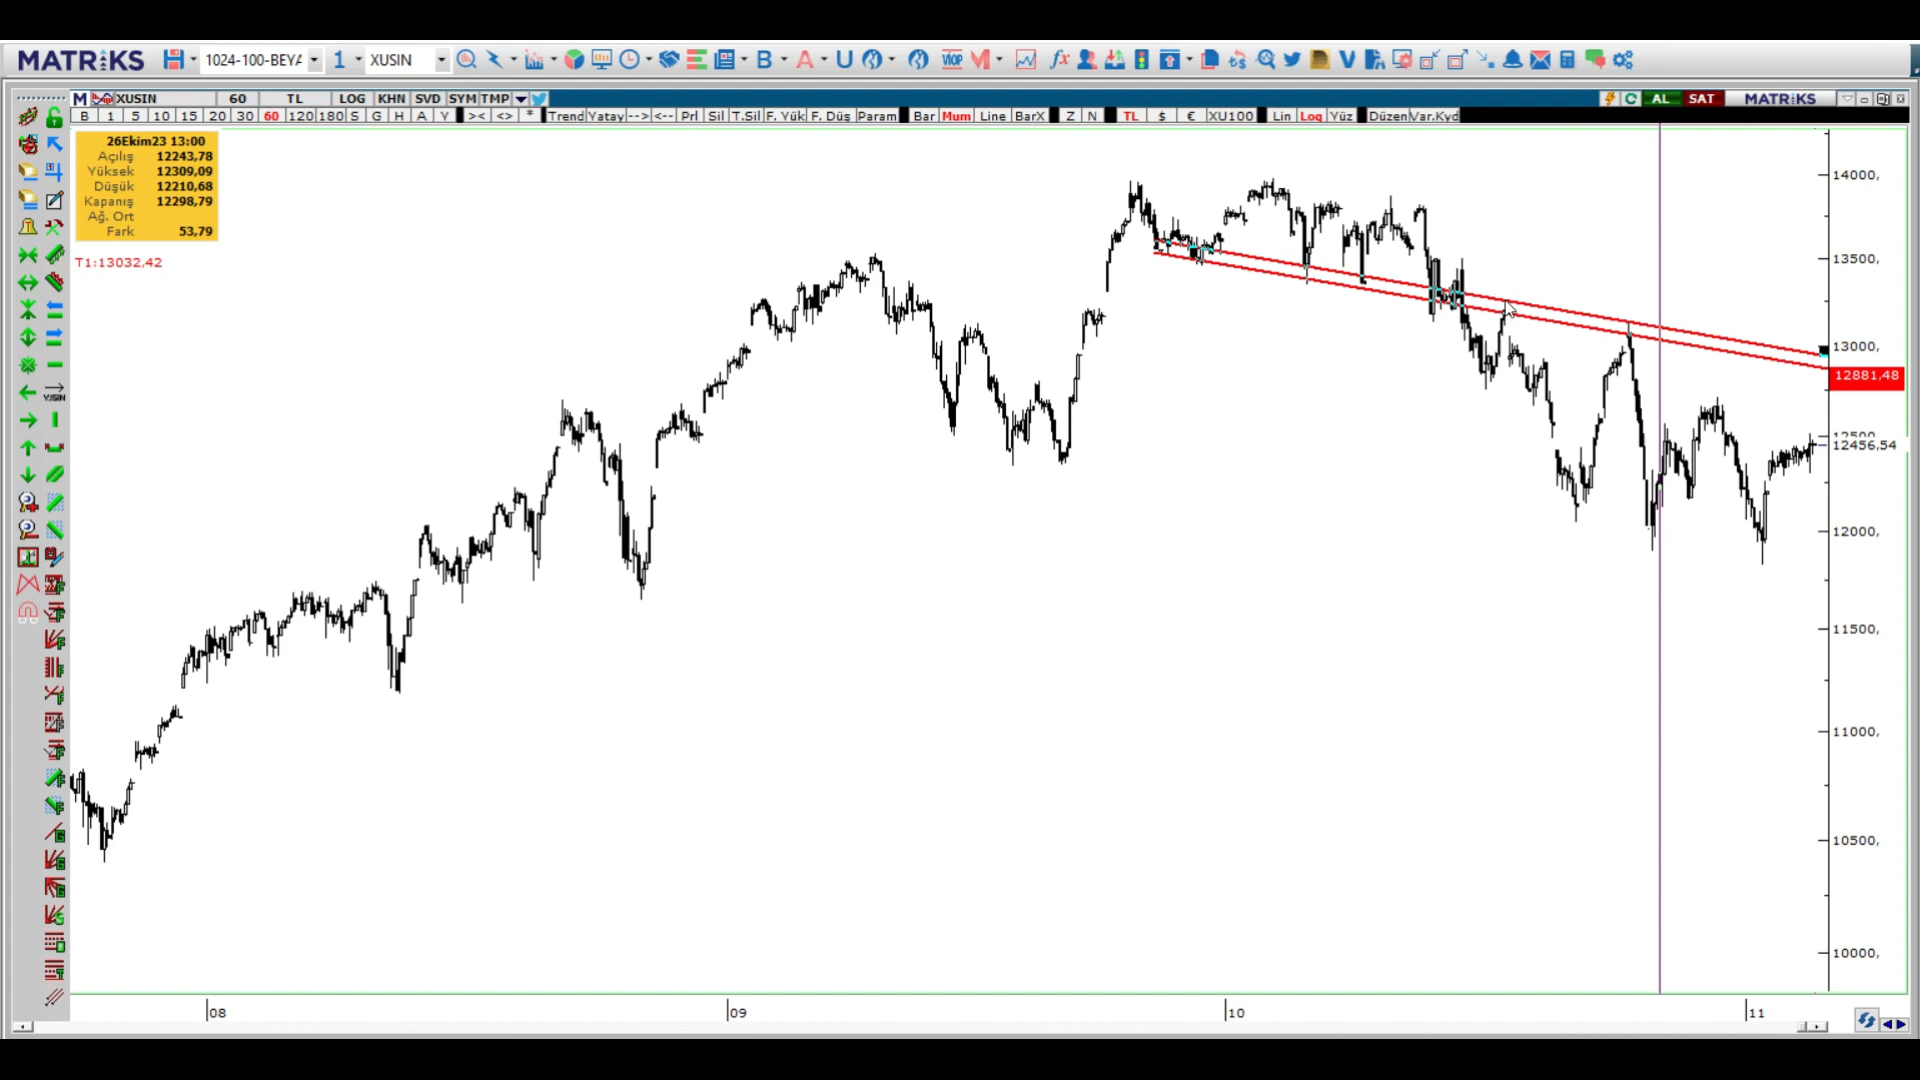 MATRIKS 1024-100-BEYA 1 XUSIN B A U VIOP M fx V
M XUSIN 60 TL LOG KHN SVD SYM TMP AL SAT MATRIKS
B 1 5 10 15 20 30 60 120 180 S G H A Y >< <> * Trend Yatay --> <-- Prl Sil T.Sil F. Yük F. Düş Param Bar Mum Line BarX Z N TL $ € XU100 Lin Log Yüz Düzen Var.Kyd
26Ekim23 13:00
Açılış 12243,78
Yüksek 12309,09
Düşük 12210,68
Kapanış 12298,79
Ağ. Ort
Fark 53,79
T1:13032,42
14000,
13500,
13000,
12881,48
12500,
12456,54
12000,
11500,
11000,
10500,
10000,
08 09 10 11